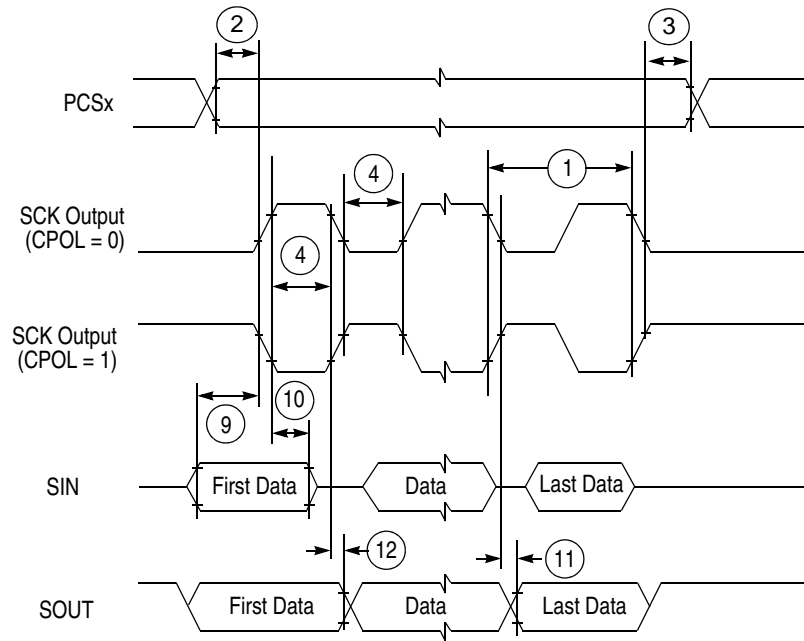 2
3
PCSx
4
1
SCK Output
(CPOL = 0)
4
SCK Output
(CPOL = 1)
9
10
SIN
First Data
Data
Last Data
12
11
SOUT
First Data
Data
Last Data